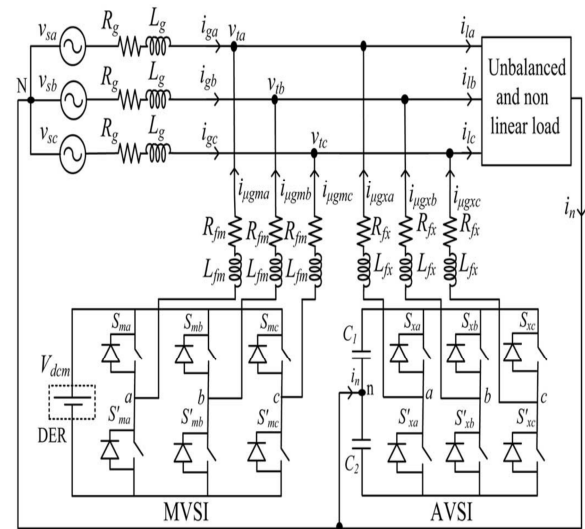 v_sa R_g L_g i_ga v_ta i_la
N v_sb R_g L_g i_gb v_tb i_lb
v_sc R_g L_g i_gc v_tc i_lc
Unbalanced
and non
linear load
i_μgma i_μgmb i_μgmc i_μgxa i_μgxb i_μgxc
i_n
R_fm R_fm R_fm R_fx R_fx R_fx
L_fm L_fm L_fm L_fx L_fx L_fx
S_ma S_mb S_mc S_xa S_xb S_xc
V_dcm a b c C_1 i_n n a b c
DER S'_ma S'_mb S'_mc C_2 S'_xa S'_xb S'_xc
MVSI AVSI